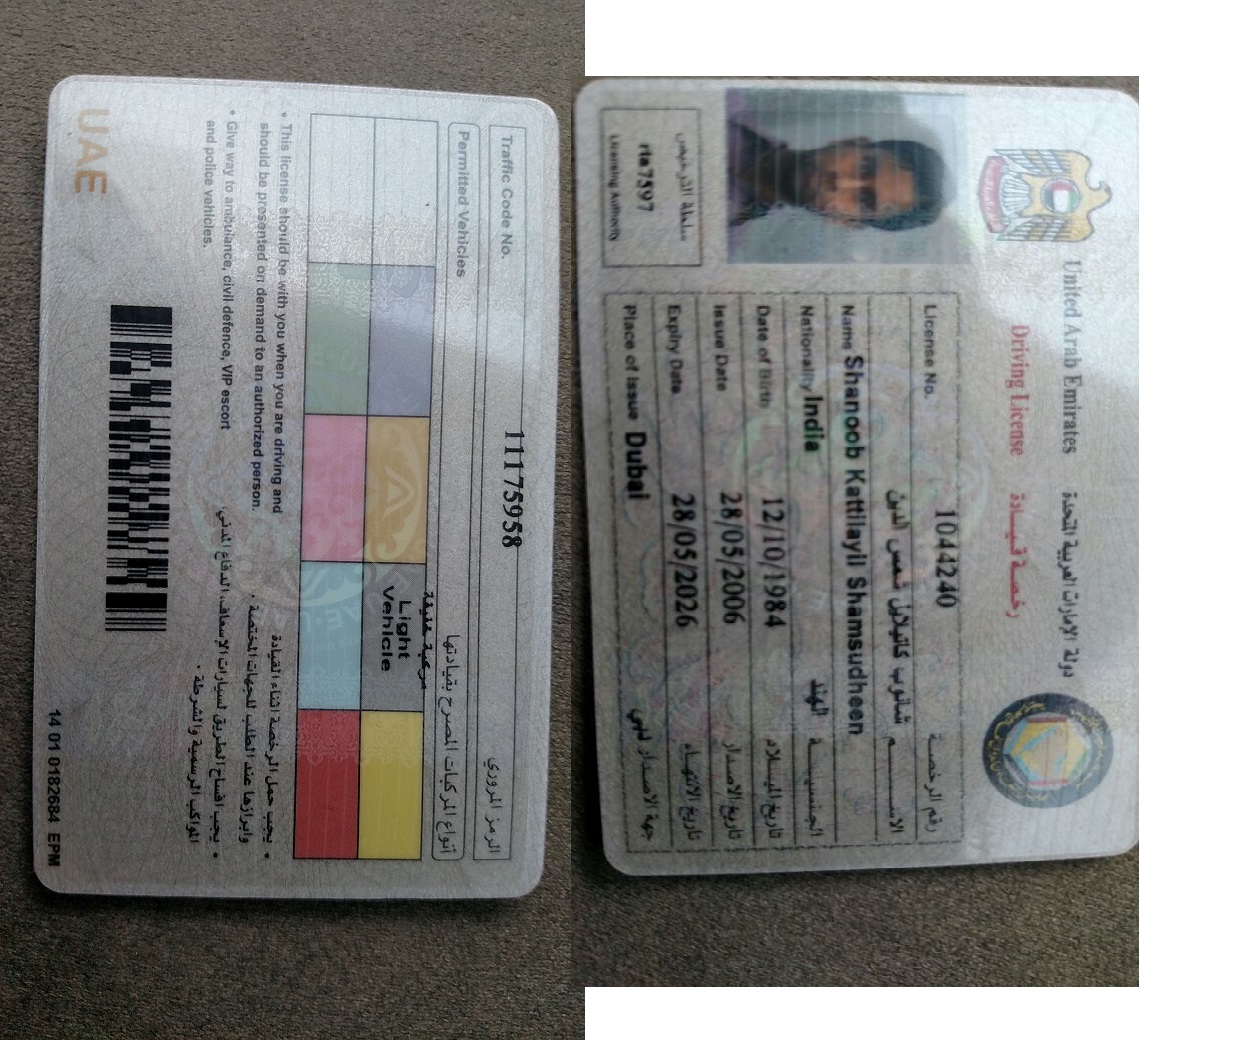 Traffic Code No. 11175958 الرمز المروري
Permitted Vehicles أنواع المركبات المصرح بقيادتها
مركبة خفيفة
Light
Vehicle
• This license should be with you when you are driving and
should be presented on demand to an authorized person.
• Give way to ambulance, civil defence, VIP escort
and police vehicles.
• يجب حمل الرخصة اثناء القيادة
وابرازها عند الطلب للجهات المختصة .
• يجب افساح الطريق لسيارات الإسعاف، الدفاع المدني،
المواكب الرسمية والشرطة .
UAE
14 01 0182684 EPM
United Arab Emirates دولة الإمارات العربية المتحدة
Driving License رخصة قيادة
License No. 1044240 رقم الرخصة
شانوب كاتيلايل شمس الدين الاسم
Name Shanoob Kattilayil Shamsudheen
Nationality India الهند الجنسية
Date of Birth 12/10/1984 تاريخ الميلاد
Issue Date 28/05/2006 تاريخ الاصدار
Expiry Date 28/05/2026 تاريخ الانتهاء
Place of Issue Dubai دبي جهة الاصدار
سلطة الترخيص
rta7597
Licensing Authority